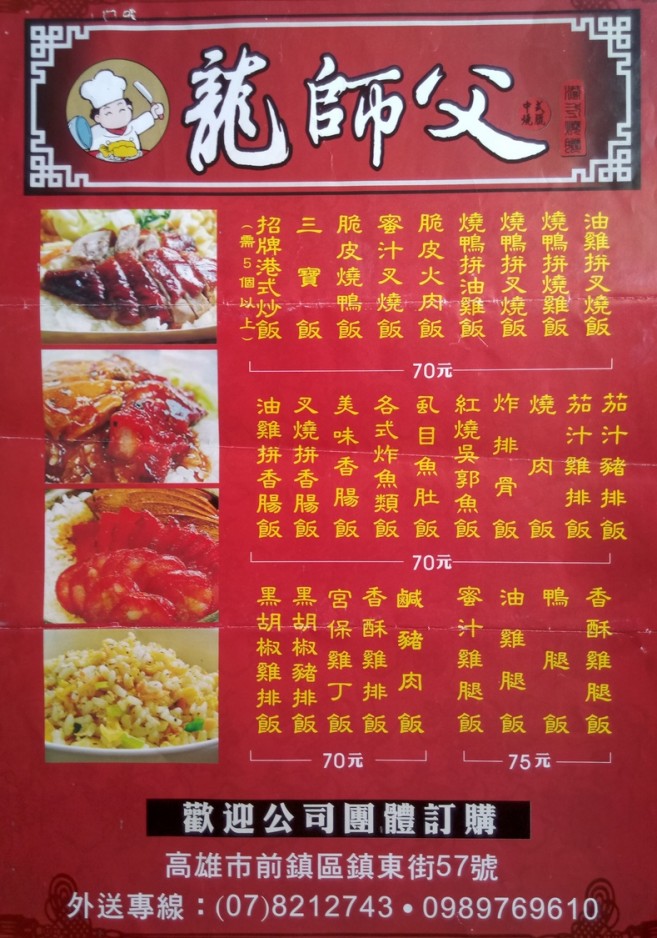 龍師父
港式燒臘
招牌港式炒飯
(需5個以上)
三寶飯
脆皮燒鴨飯
蜜汁叉燒飯
脆皮火肉飯
燒鴨拼油雞飯
燒鴨拼叉燒飯
燒鴨拼燒雞飯
油雞拼叉燒飯
70元
油雞拼香腸飯
叉燒拼香腸飯
美味香腸飯
各式炸魚類飯
虱目魚肚飯
紅燒吳郭魚飯
炸排骨飯
燒肉飯
茄汁雞排飯
茄汁豬排飯
70元
黑胡椒雞排飯
黑胡椒豬排飯
宮保雞丁飯
香酥雞排飯
鹹豬肉飯
70元
蜜汁雞腿飯
油雞腿飯
鴨腿飯
香酥雞腿飯
75元
歡迎公司團體訂購
高雄市前鎮區鎮東街57號
外送專線：(07)8212743•0989769610